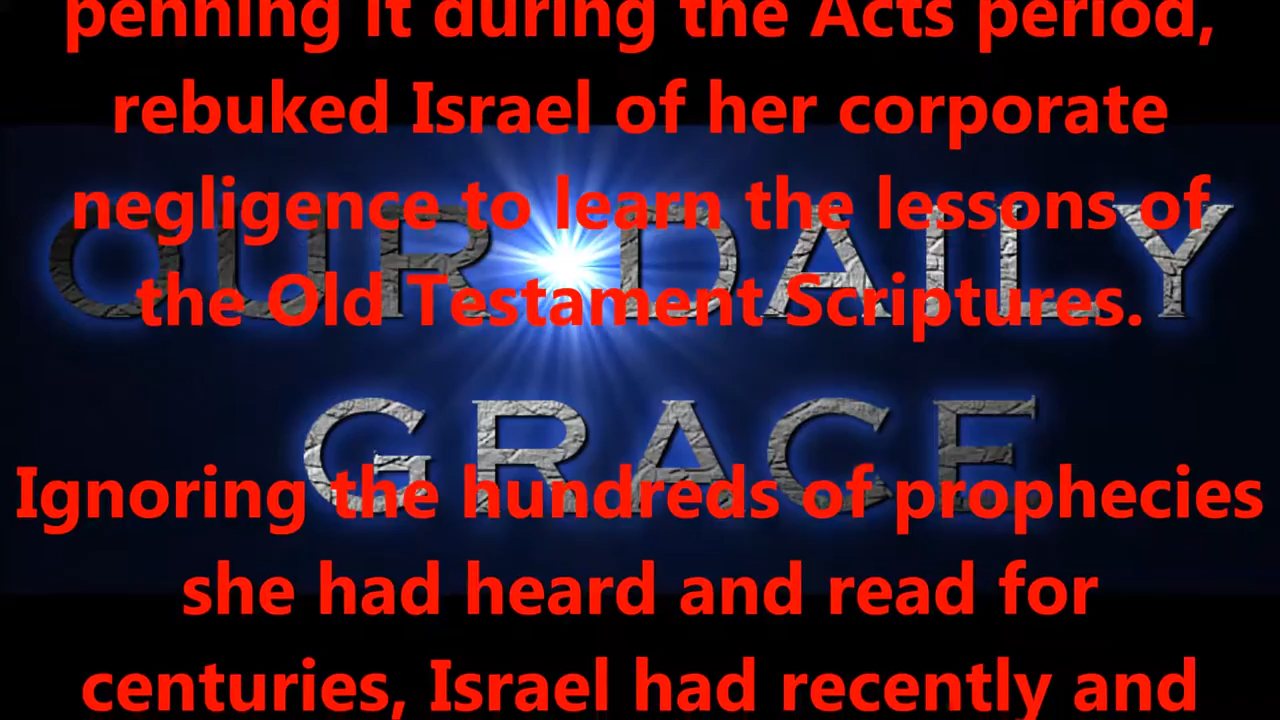 penning it during the Acts period,
rebuked Israel of her corporate
negligence to learn the lessons of
OUR DAILY
the Old Testament Scriptures.
GRACE
Ignoring the hundreds of prophecies
she had heard and read for
centuries, Israel had recently and